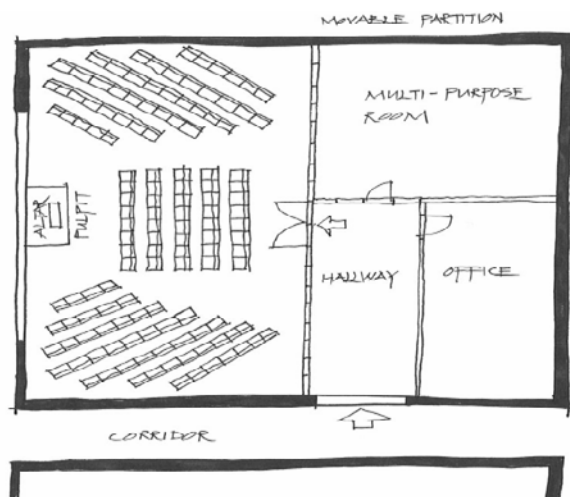 MOVABLE PARTITION
MULTI-PURPOSE
ROOM
ALTAR
PULPIT
HALLWAY
OFFICE
CORRIDOR